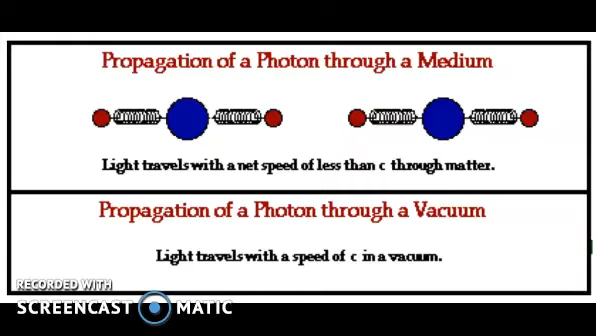 Propagation of a Photon through a Medium
Light travels with a net speed of less than c through matter.
Propagation of a Photon through a Vacuum
Light travels with a speed of c in a vacuum.
RECORDED WITH
SCREENCAST MATIC